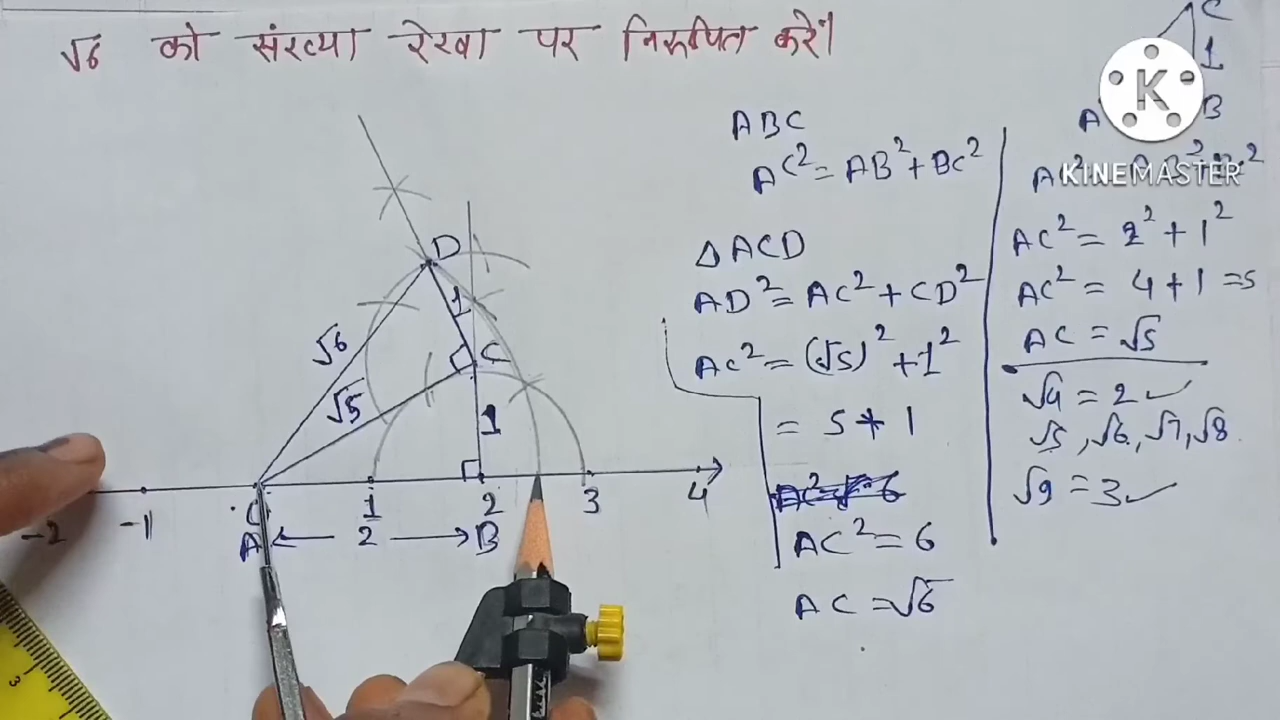 √6 को संख्या रेखा पर निरूपित करें।
C
1
A B
K
KINEMASTER
ABC
AC² = AB² + BC²
△ACD
AD² = AC² + CD²
AC² = (√5)² + 1²
= 5 + 1
AC² = 6
AC = √6
AC² = 2² + 1²
AC² = 4 + 1 = 5
AC = √5
√4 = 2 ✓
√5, √6, √7, √8
√9 = 3 ✓
D
1
√6
C
√5
1
-2 -1 0 1 2 3 4
A ← 2 → B
3